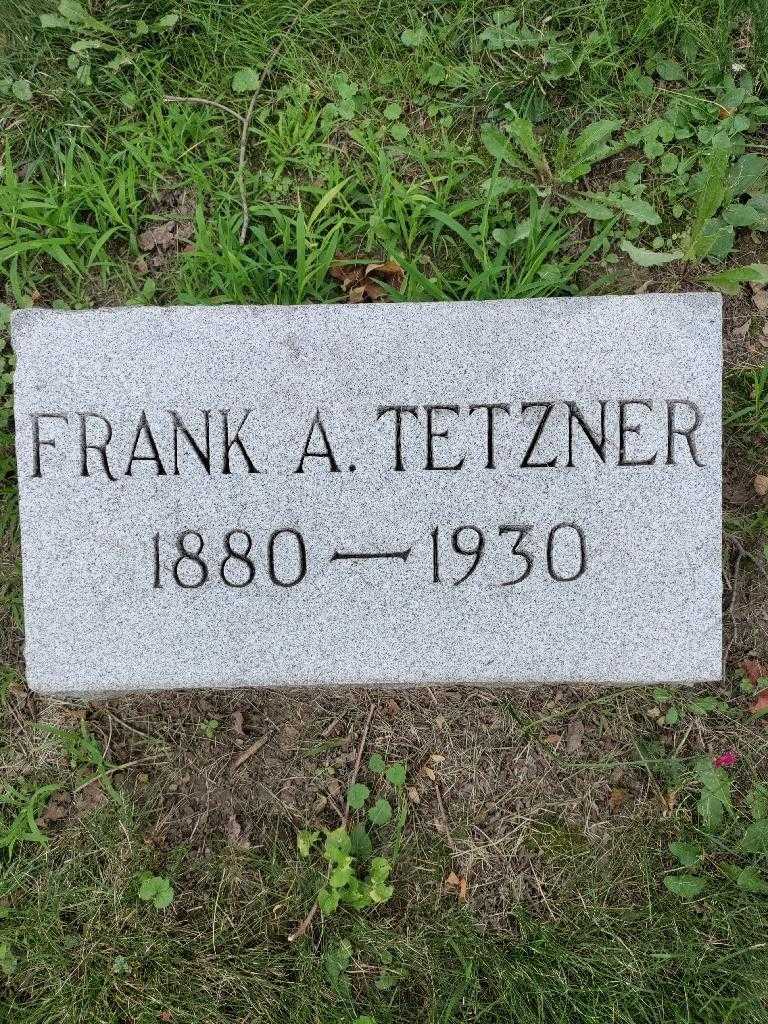 FRANK A. TETZNER
1880 — 1930